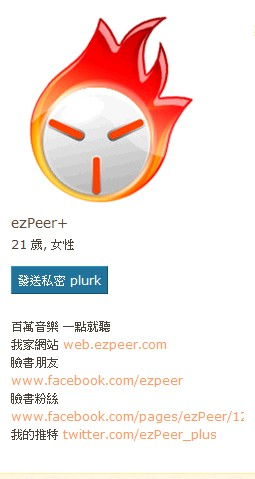 ezPeer+
21 歲, 女性
發送私密 plurk
百萬音樂 一點就聽
我家網站 web.ezpeer.com
臉書朋友
www.facebook.com/ezpeer
臉書粉絲
www.facebook.com/pages/ezPeer/12
我的推特 twitter.com/ezPeer_plus